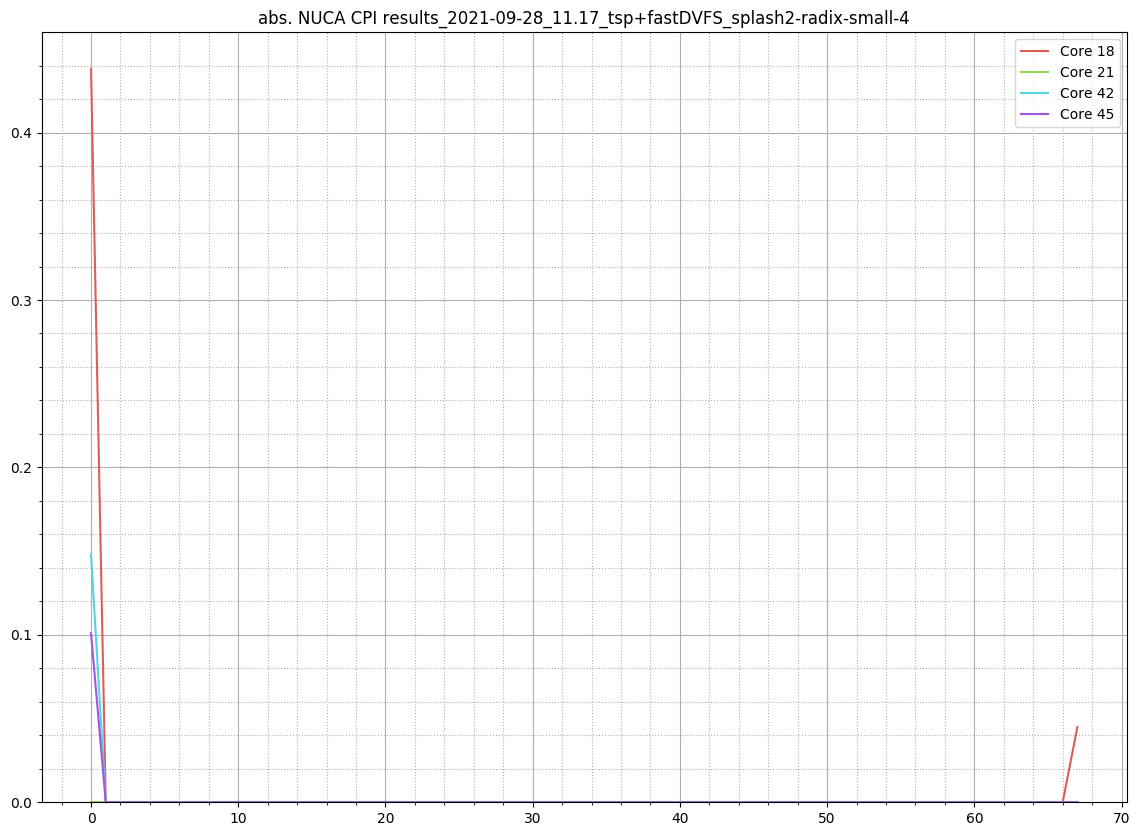 abs. NUCA CPI results_2021-09-28_11.17_tsp+fastDVFS_splash2-radix-small-4
Core 18
Core 21
Core 42
Core 45
0.4
0.3
0.2
0.1
0.0
0 10 20 30 40 50 60 70